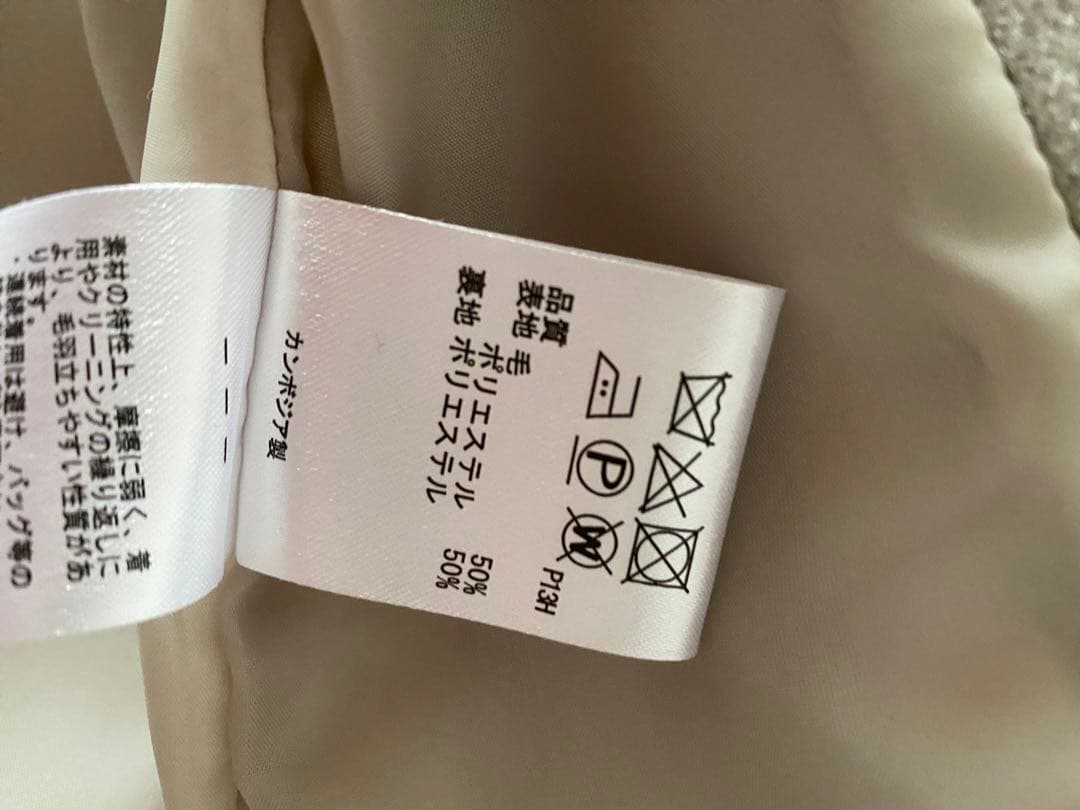 P
W
P13H
品質
表地 毛 50%
ポリエステル 50%
裏地 ポリエステル
カンボジア製
素材の特性上、摩擦に弱く、着
用やクリーニングの繰り返しに
より、毛羽立ちやすい性質があ
ります。
・連続着用は避け、バッグ等の